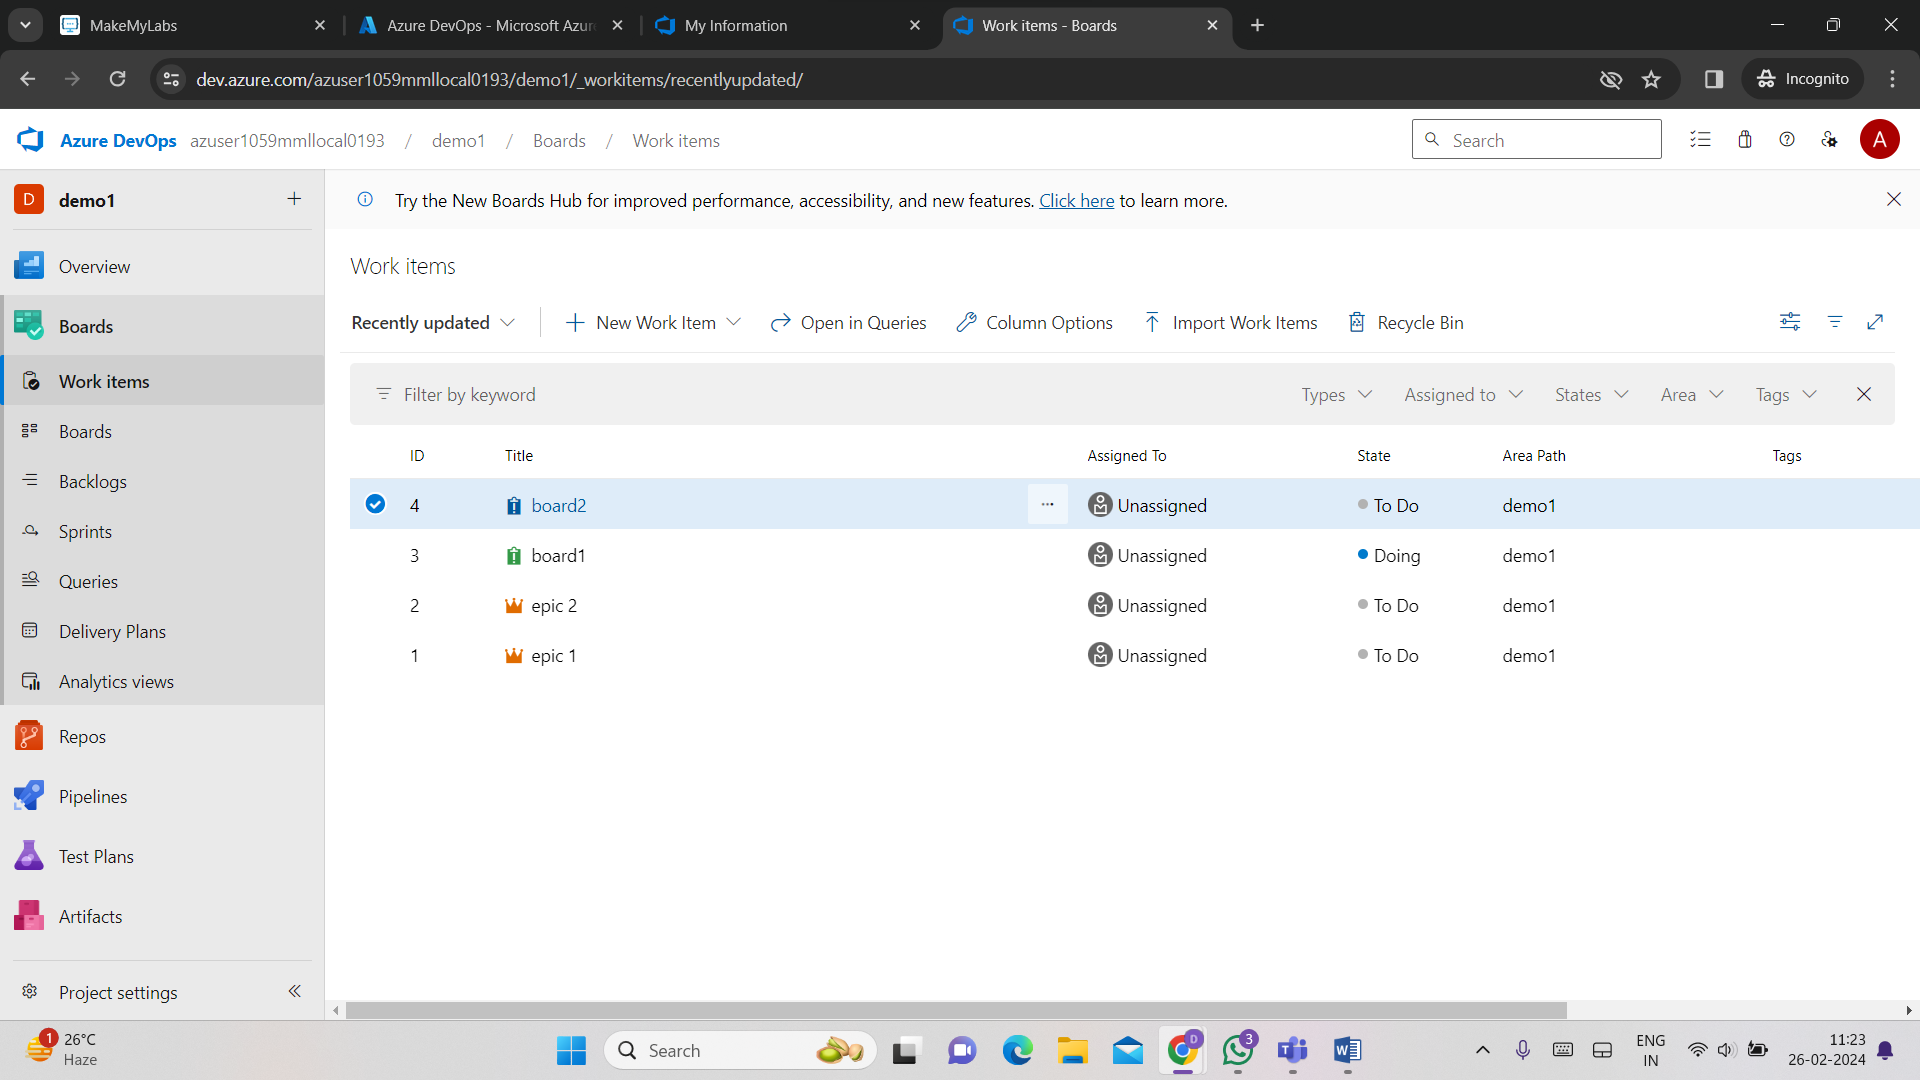 MakeMyLabs
Azure DevOps - Microsoft Azur
My Information
Work items - Boards
dev.azure.com/azuser1059mmllocal0193/demo1/_workitems/recentlyupdated/
Incognito
Azure DevOps azuser1059mmllocal0193 / demo1 / Boards / Work items
Search
A
D demo1
Try the New Boards Hub for improved performance, accessibility, and new features. Click here to learn more.
Overview
Boards
Work items
Boards
Backlogs
Sprints
Queries
Delivery Plans
Analytics views
Repos
Pipelines
Test Plans
Artifacts
Project settings
Work items
Recently updated New Work Item Open in Queries Column Options Import Work Items Recycle Bin
Filter by keyword Types Assigned to States Area Tags
ID Title Assigned To State Area Path Tags
4 board2 Unassigned To Do demo1
3 board1 Unassigned Doing demo1
2 epic 2 Unassigned To Do demo1
1 epic 1 Unassigned To Do demo1
1
26°C
Haze
Search
D
3
ENG
IN
11:23
26-02-2024